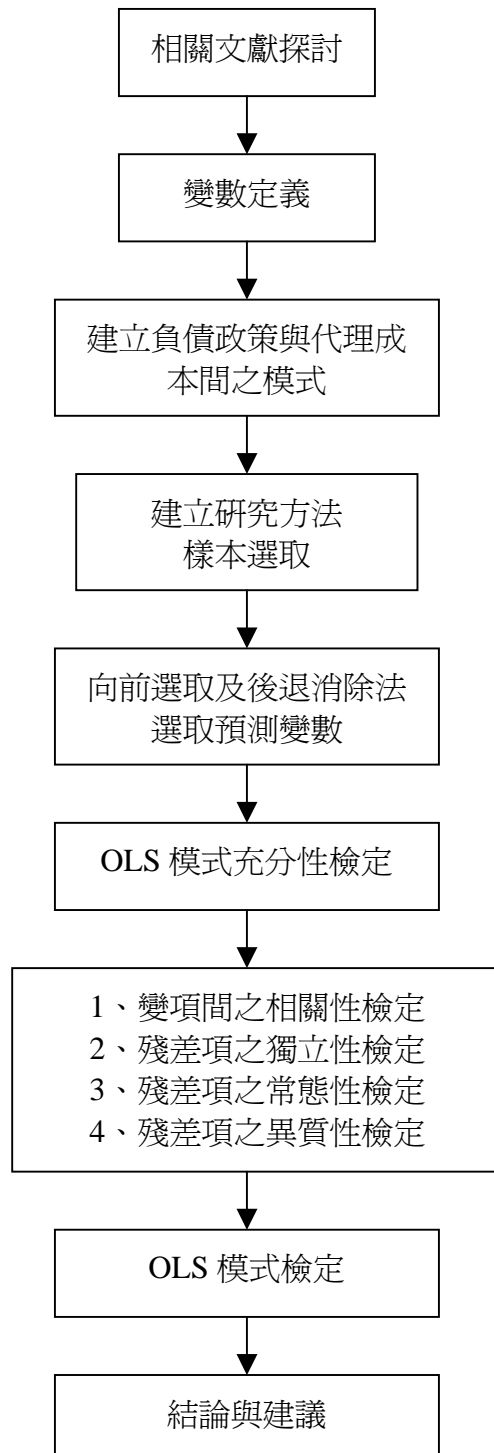 相關文獻探討
變數定義
建立負債政策與代理成
本間之模式
建立研究方法
樣本選取
向前選取及後退消除法
選取預測變數
OLS 模式充分性檢定
1、變項間之相關性檢定
2、殘差項之獨立性檢定
3、殘差項之常態性檢定
4、殘差項之異質性檢定
OLS 模式檢定
結論與建議